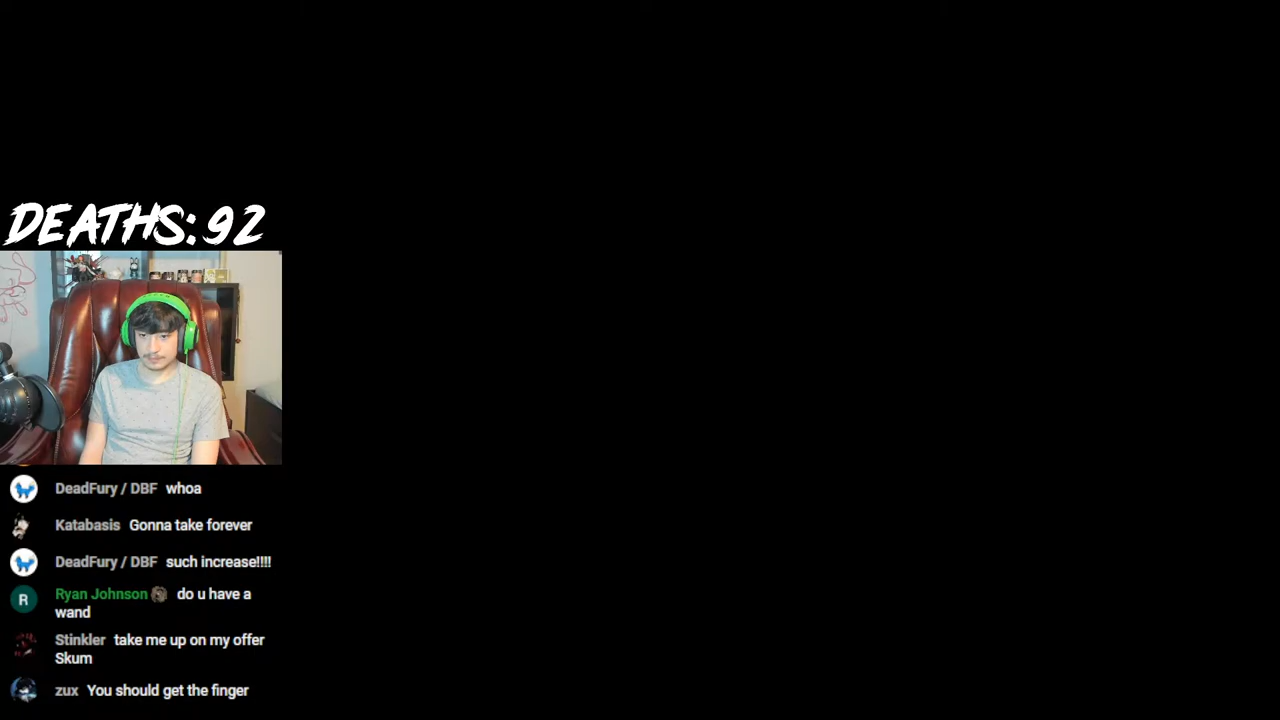 DEATHS: 92
DeadFury / DBF whoa
Katabasis Gonna take forever
DeadFury / DBF such increase!!!!
R Ryan Johnson do u have a
wand
Stinkler take me up on my offer
Skum
zux You should get the finger